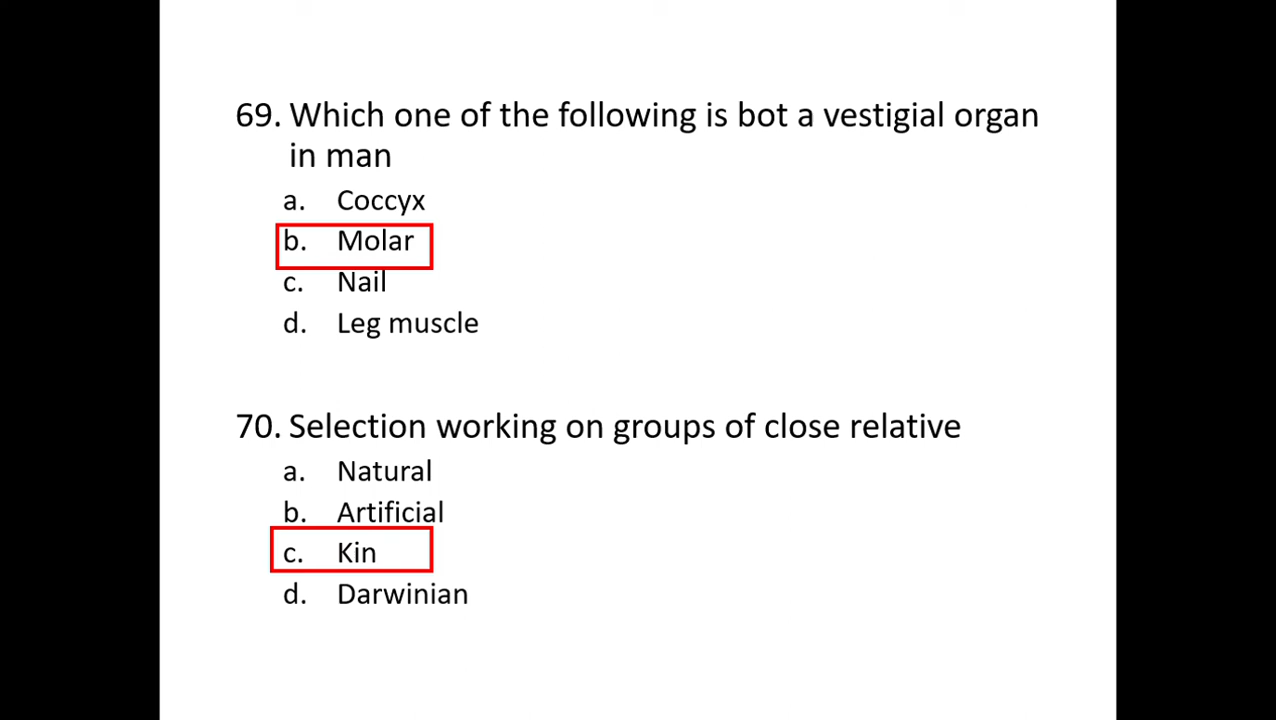 69. Which one of the following is bot a vestigial organ
in man
a. Coccyx
b. Molar
c. Nail
d. Leg muscle
70. Selection working on groups of close relative
a. Natural
b. Artificial
c. Kin
d. Darwinian